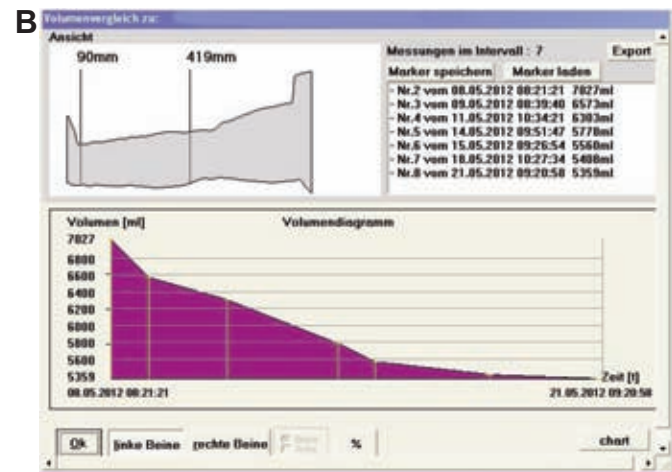 B
Volumenvergleich zu:
Ansicht
90mm 419mm
Messungen im Intervall : 7 Export
Marker speichern Marker laden
- Nr.2 vom 08.05.2012 08:21:21 7027ml
- Nr.3 vom 09.05.2012 08:39:40 6573ml
- Nr.4 vom 11.05.2012 10:34:21 6303ml
- Nr.5 vom 14.05.2012 09:51:47 5778ml
- Nr.6 vom 15.05.2012 09:26:54 5560ml
- Nr.7 vom 18.05.2012 10:27:34 5408ml
- Nr.8 vom 21.05.2012 09:20:58 5359ml
Volumen [ml] Volumendiagramm
7027
6800
6600
6400
6200
6000
5800
5600
5359 Zeit [t]
08.05.2012 08:21:21 21.05.2012 09:20:58
Ok linke Beine rechte Beine % chart